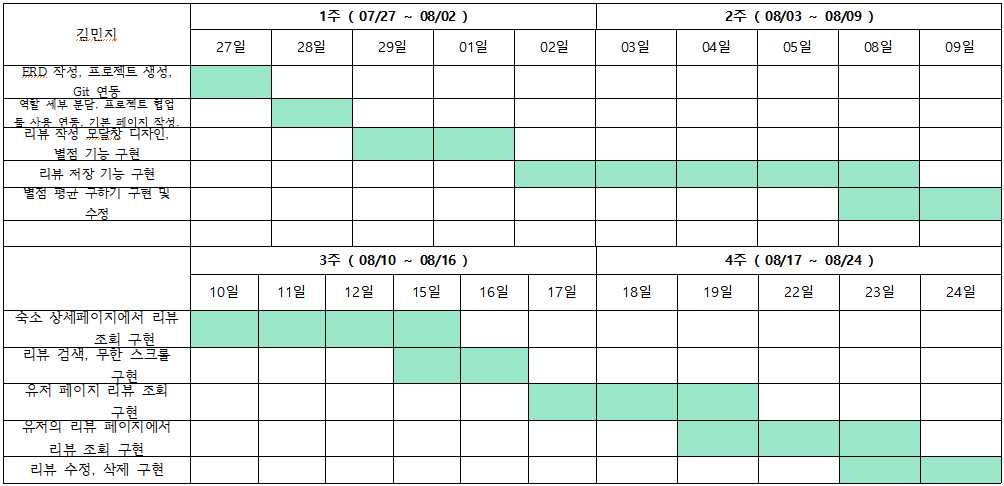 김민지
1주 ( 07/27 ~ 08/02 )
2주 ( 08/03 ~ 08/09 )
27일
28일
29일
01일
02일
03일
04일
05일
08일
09일
ERD 작성, 프로젝트 생성,
Git 연동
역할 세부 분담. 프로젝트 협업
툴 사용 연동. 기본 페이지 작성.
리뷰 작성 모달창 디자인,
별점 기능 구현
리뷰 저장 기능 구현
별점 평균 구하기 구현 및
수정
3주 ( 08/10 ~ 08/16 )
4주 ( 08/17 ~ 08/24 )
10일
11일
12일
15일
16일
17일
18일
19일
22일
23일
24일
숙소 상세페이지에서 리뷰
조회 구현
리뷰 검색, 무한 스크롤
구현
유저 페이지 리뷰 조회
구현
유저의 리뷰 페이지에서
리뷰 조회 구현
리뷰 수정, 삭제 구현